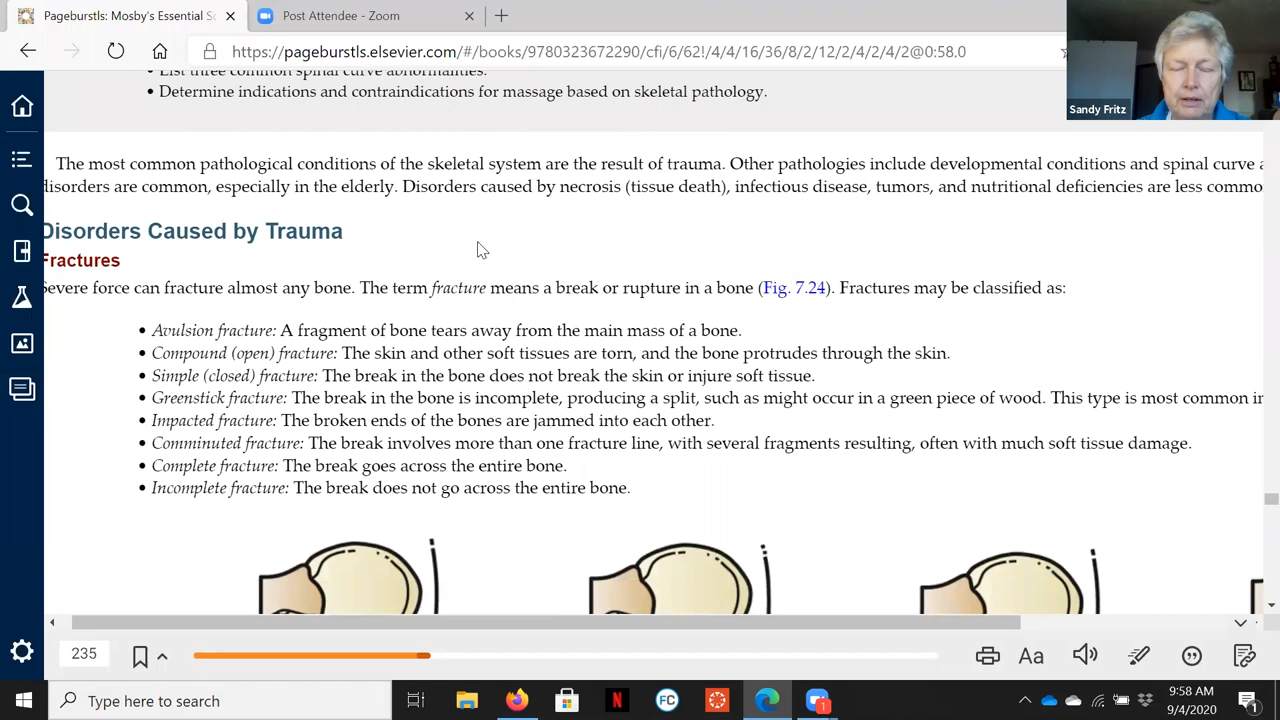 Pageburstls: Mosby's Essential Sc
Post Attendee - Zoom
https://pageburstls.elsevier.com/#/books/9780323672290/cfi/6/62!/4/4/16/36/8/2/12/2/4/2/4/2@0:58.0
Sandy Fritz
• List three common spinal curve abnormalities.
• Determine indications and contraindications for massage based on skeletal pathology.
The most common pathological conditions of the skeletal system are the result of trauma. Other pathologies include developmental conditions and spinal curve a
disorders are common, especially in the elderly. Disorders caused by necrosis (tissue death), infectious disease, tumors, and nutritional deficiencies are less commo
Disorders Caused by Trauma
Fractures
Severe force can fracture almost any bone. The term fracture means a break or rupture in a bone (Fig. 7.24). Fractures may be classified as:
• Avulsion fracture: A fragment of bone tears away from the main mass of a bone.
• Compound (open) fracture: The skin and other soft tissues are torn, and the bone protrudes through the skin.
• Simple (closed) fracture: The break in the bone does not break the skin or injure soft tissue.
• Greenstick fracture: The break in the bone is incomplete, producing a split, such as might occur in a green piece of wood. This type is most common in
• Impacted fracture: The broken ends of the bones are jammed into each other.
• Comminuted fracture: The break involves more than one fracture line, with several fragments resulting, often with much soft tissue damage.
• Complete fracture: The break goes across the entire bone.
• Incomplete fracture: The break does not go across the entire bone.
235
Aa
Type here to search
N
FC
1
9:58 AM
9/4/2020
1